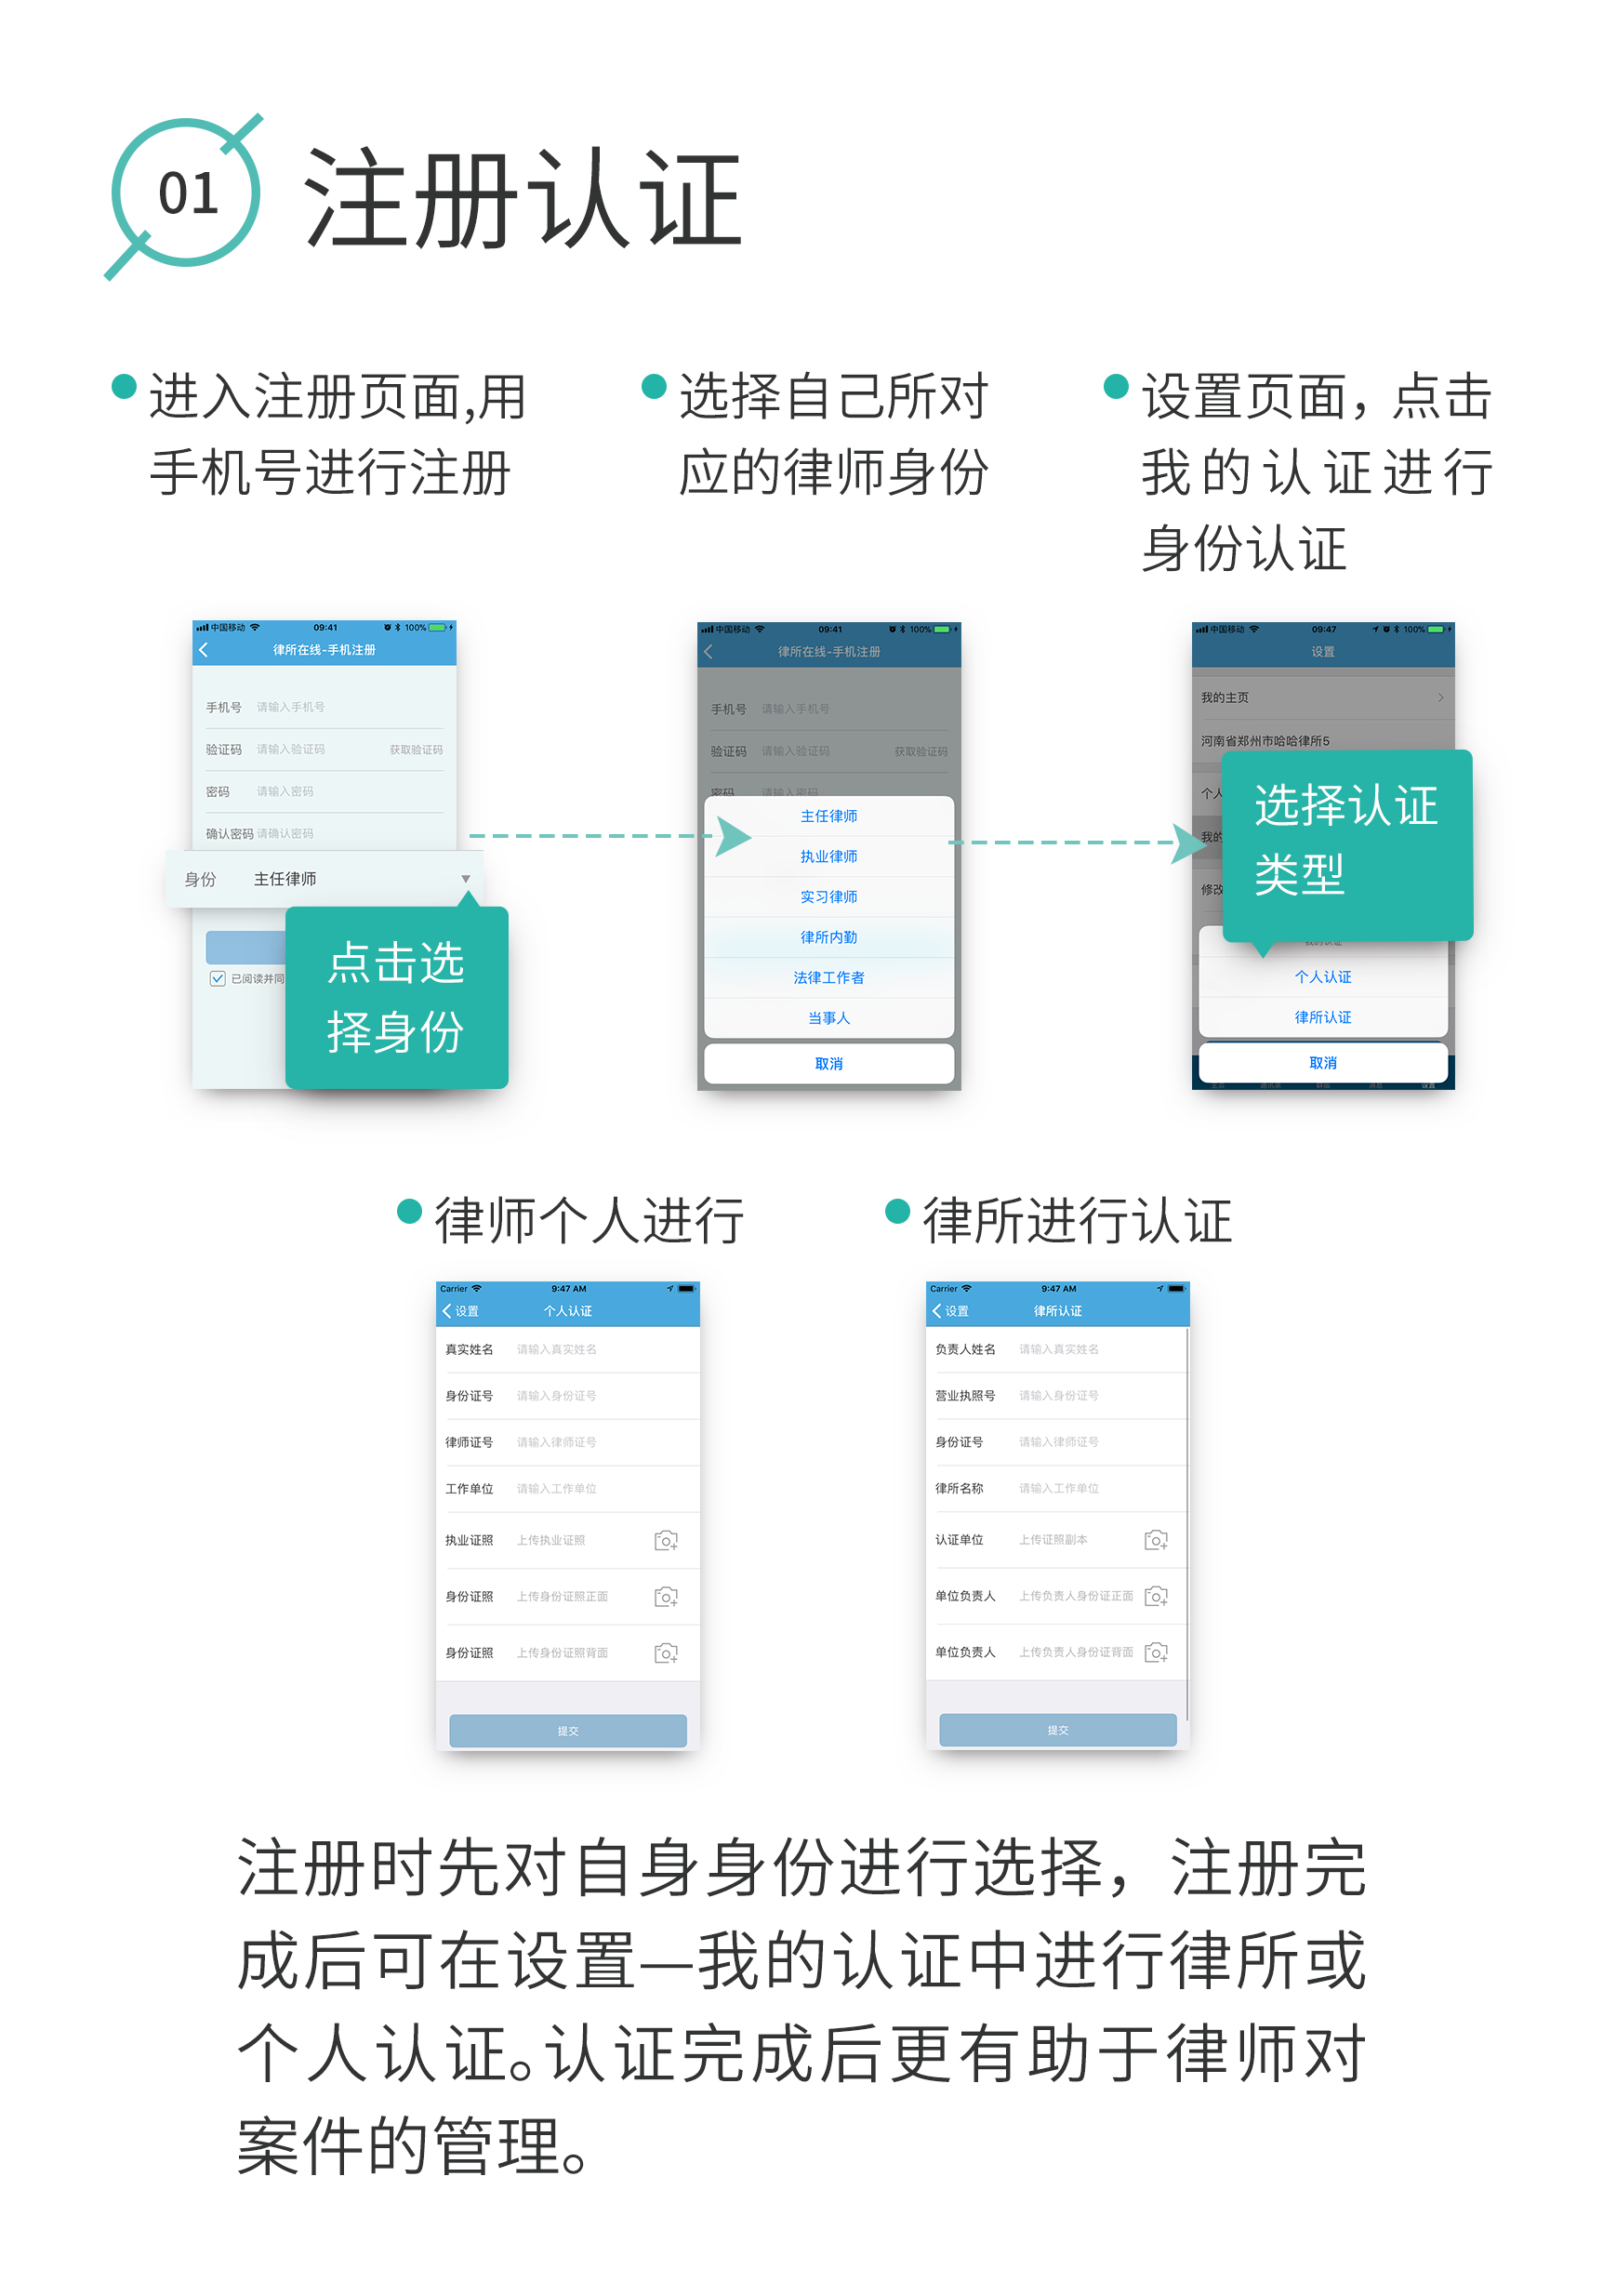 01
注册认证
进入注册页面,用
手机号进行注册
选择自己所对
应的律师身份
设置页面，点击
我的认证进行
身份认证
中国移动 09:41 100%
律所在线-手机注册
手机号 请输入手机号
验证码 请输入验证码 获取验证码
密码 请输入密码
确认密码 请确认密码
身份 主任律师
已阅读并同
点击选
择身份
中国移动 09:41 100%
律所在线-手机注册
手机号 请输入手机号
验证码 请输入验证码 获取验证码
密码 请输入密码
主任律师
执业律师
实习律师
律所内勤
法律工作者
当事人
取消
中国移动 09:47 100%
设置
我的主页
河南省郑州市哈哈律所5
个人
我的
修改
选择认证
类型
我的认证
个人认证
律所认证
取消
律师个人进行
律所进行认证
Carrier 9:47 AM
设置 个人认证
真实姓名 请输入真实姓名
身份证号 请输入身份证号
律师证号 请输入律师证号
工作单位 请输入工作单位
执业证照 上传执业证照
身份证照 上传身份证照正面
身份证照 上传身份证照背面
提交
Carrier 9:47 AM
设置 律所认证
负责人姓名 请输入真实姓名
营业执照号 请输入身份证号
身份证号 请输入律师证号
律所名称 请输入工作单位
认证单位 上传证照副本
单位负责人 上传负责人身份证正面
单位负责人 上传负责人身份证背面
提交
注册时先对自身身份进行选择，注册完
成后可在设置—我的认证中进行律所或
个人认证。认证完成后更有助于律师对
案件的管理。